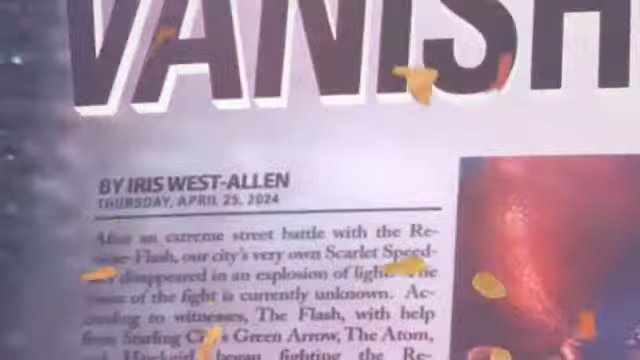 VANISH
BY IRIS WEST-ALLEN
THURSDAY, APRIL 25, 2024
After an extreme street battle with the Re-
Flash, our city's very own Scarlet Speed-
disappeared in an explosion of light. The
of the fight is currently unknown. Ac-
to witnesses, The Flash, with help
from Starling Green Arrow, The Atom,
began fighting the Re-